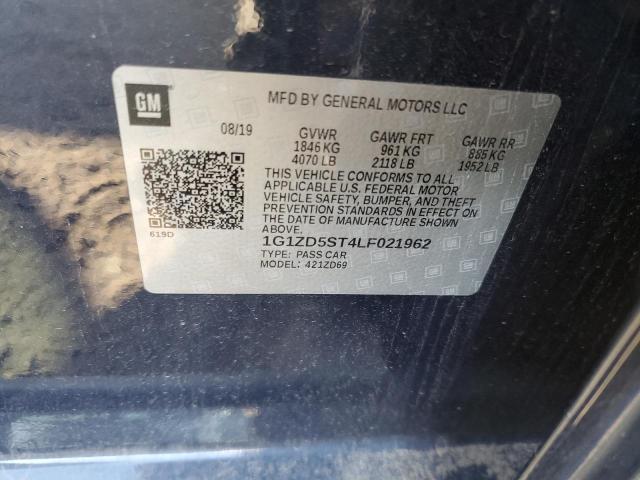 GM
MFD BY GENERAL MOTORS LLC
08/19 GVWR GAWR FRT GAWR RR
1846 KG 961 KG 885 KG
4070 LB 2118 LB 1952 LB
THIS VEHICLE CONFORMS TO ALL
APPLICABLE U.S. FEDERAL MOTOR
VEHICLE SAFETY, BUMPER, AND THEFT
PREVENTION STANDARDS IN EFFECT ON
THE DATE OF MANUFACTURE SHOWN
ABOVE.
619D
1G1ZD5ST4LF021962
TYPE: PASS CAR
MODEL: 421ZD69